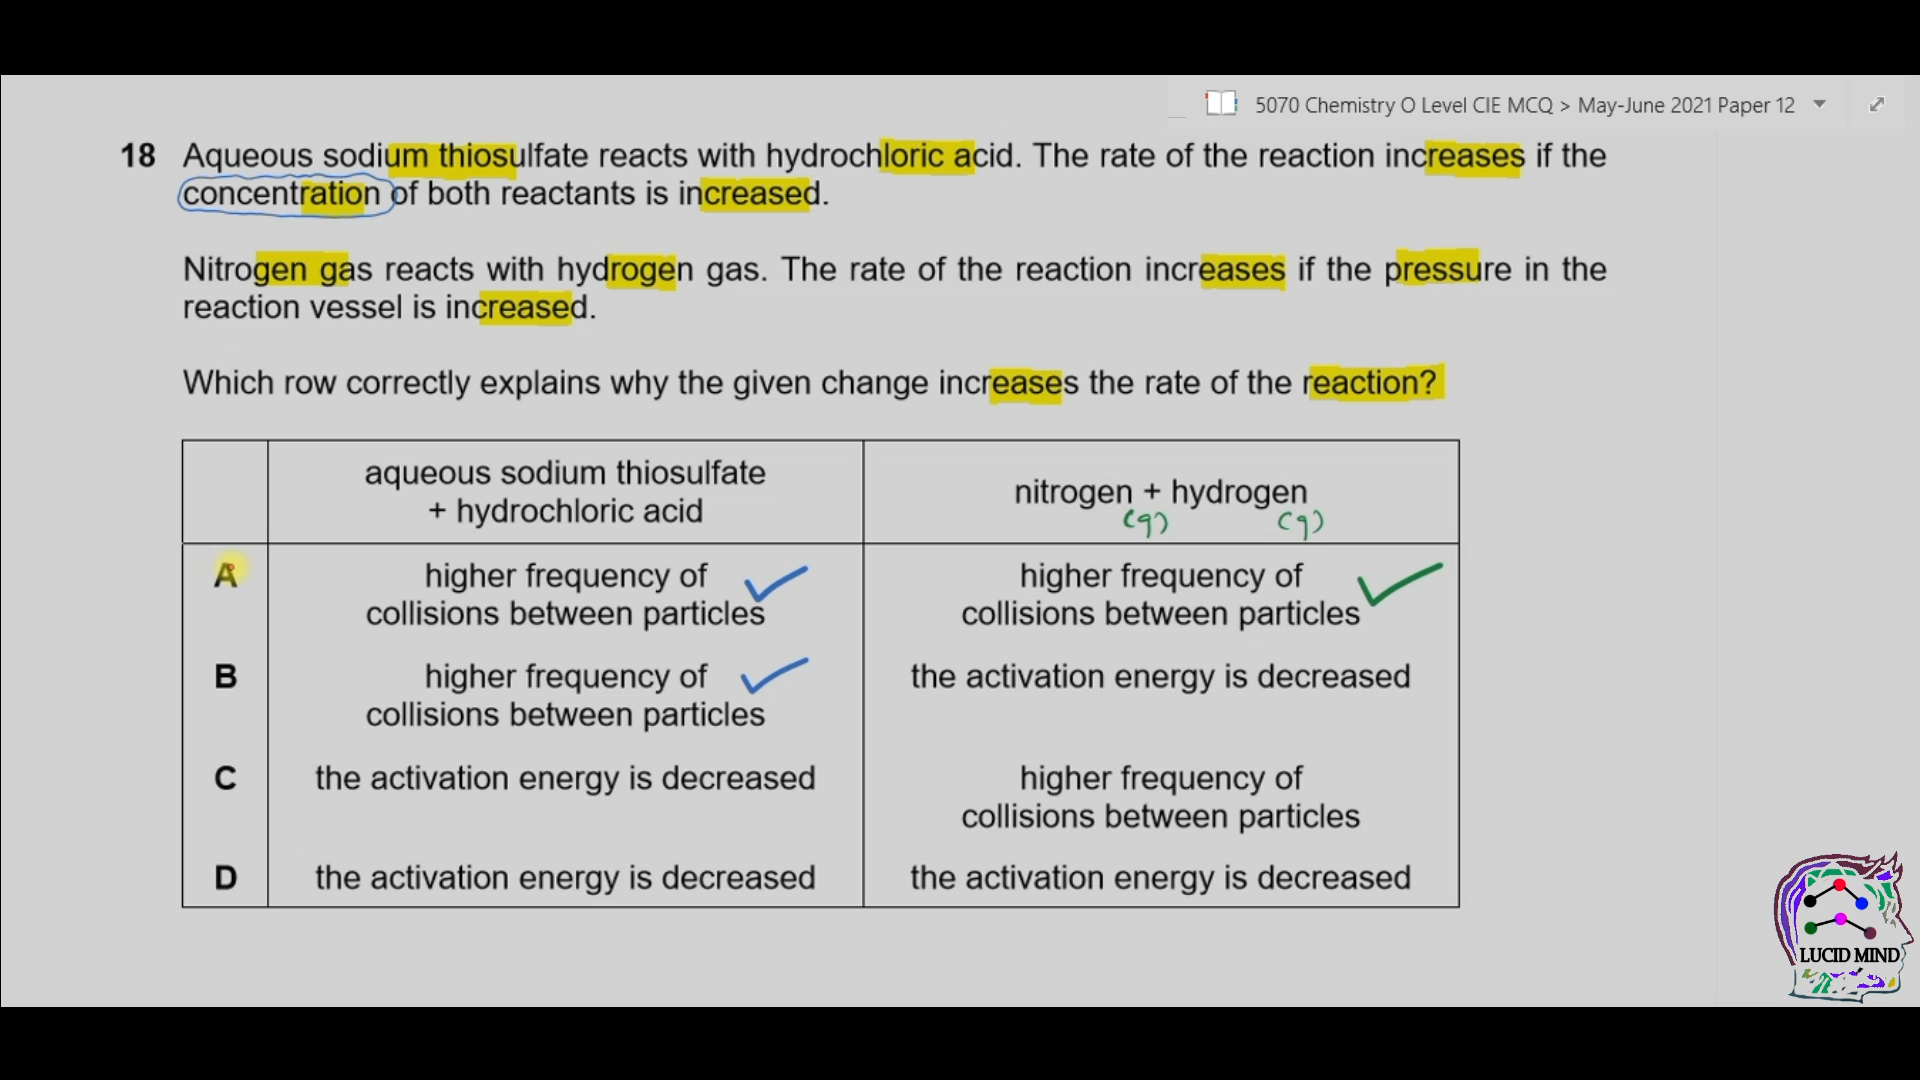 5070 Chemistry O Level CIE MCQ > May-June 2021 Paper 12
18 Aqueous sodium thiosulfate reacts with hydrochloric acid. The rate of the reaction increases if the
concentration of both reactants is increased.
Nitrogen gas reacts with hydrogen gas. The rate of the reaction increases if the pressure in the
reaction vessel is increased.
Which row correctly explains why the given change increases the rate of the reaction?
aqueous sodium thiosulfate
+ hydrochloric acid
nitrogen + hydrogen
(g) (g)
A higher frequency of higher frequency of
collisions between particles collisions between particles
B higher frequency of the activation energy is decreased
collisions between particles
C the activation energy is decreased higher frequency of
collisions between particles
D the activation energy is decreased the activation energy is decreased
LUCID MIND